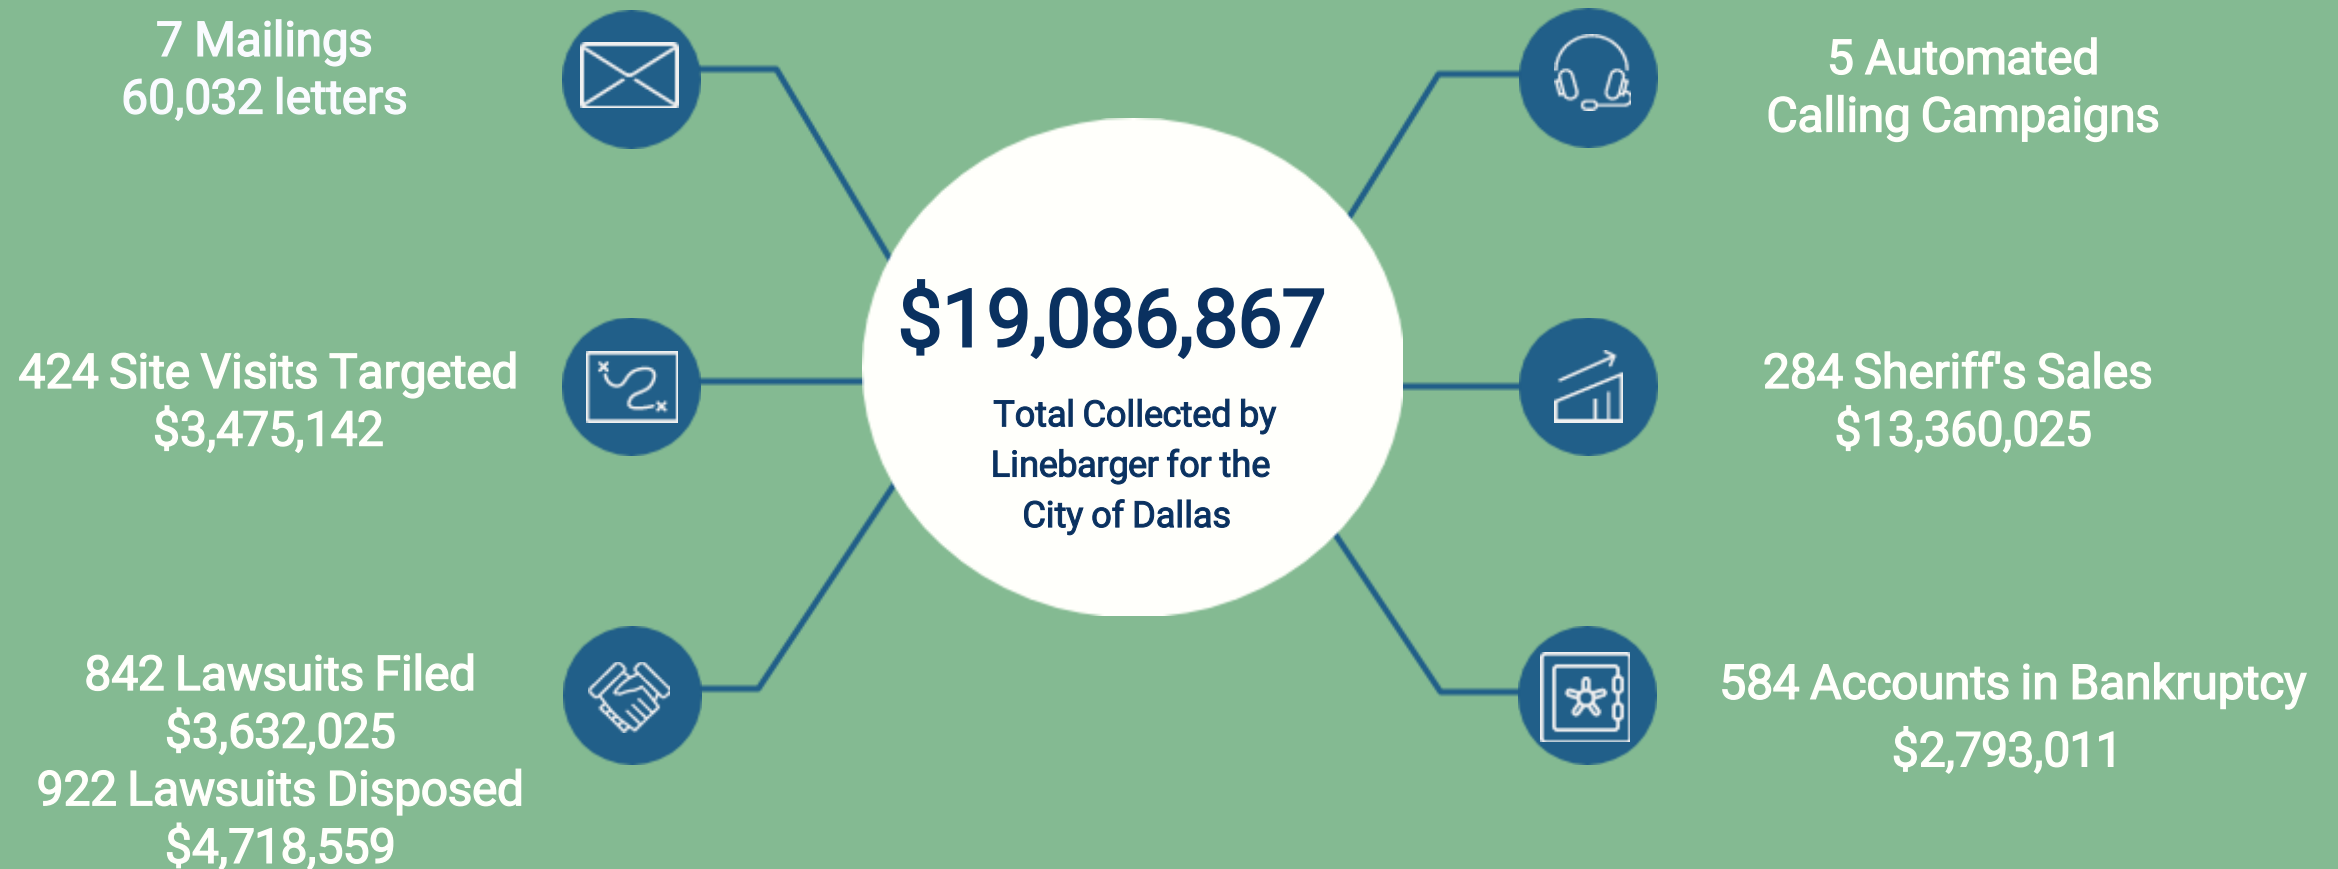 7 Mailings
60,032 letters
5 Automated
Calling Campaigns
$19,086,867
Total Collected by
Linebarger for the
City of Dallas
424 Site Visits Targeted
$3,475,142
284 Sheriff's Sales
$13,360,025
842 Lawsuits Filed
$3,632,025
922 Lawsuits Disposed
$4,718,559
584 Accounts in Bankruptcy
$2,793,011